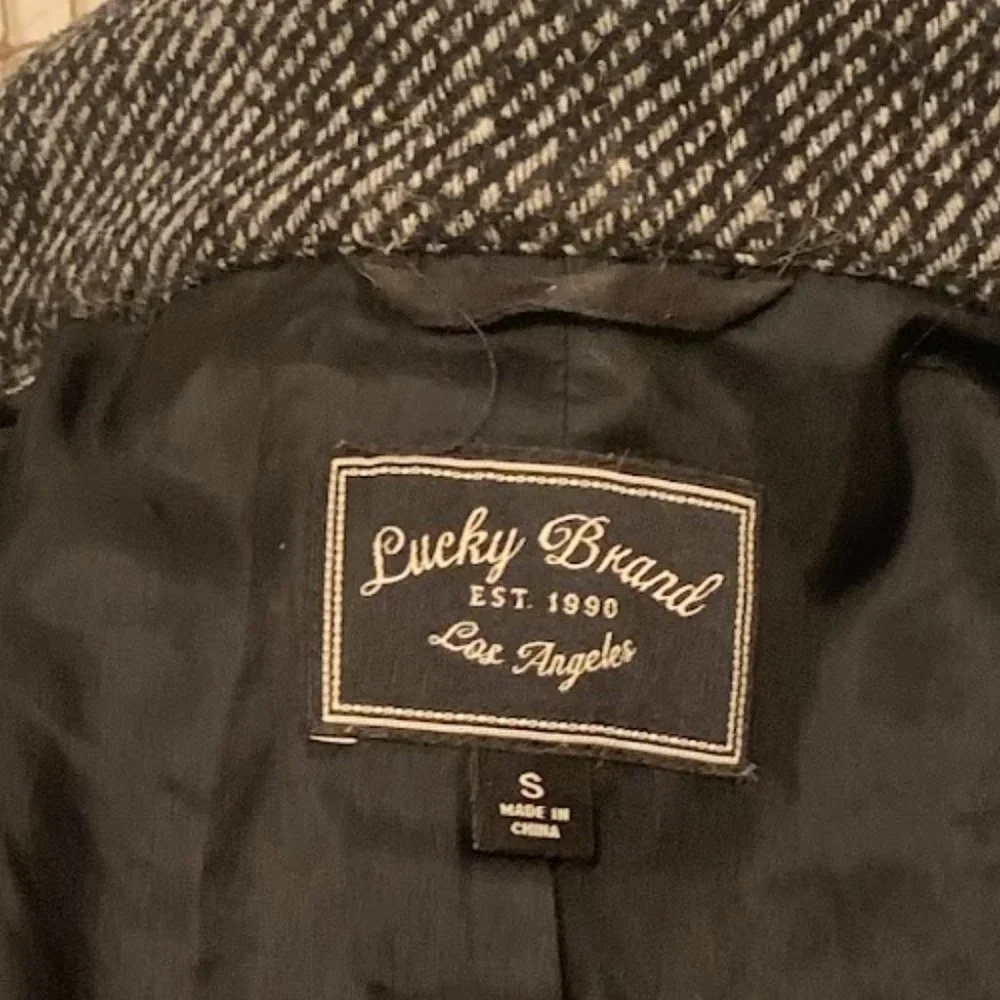 Lucky Brand
EST. 1990
Los Angeles
S
MADE IN
CHINA